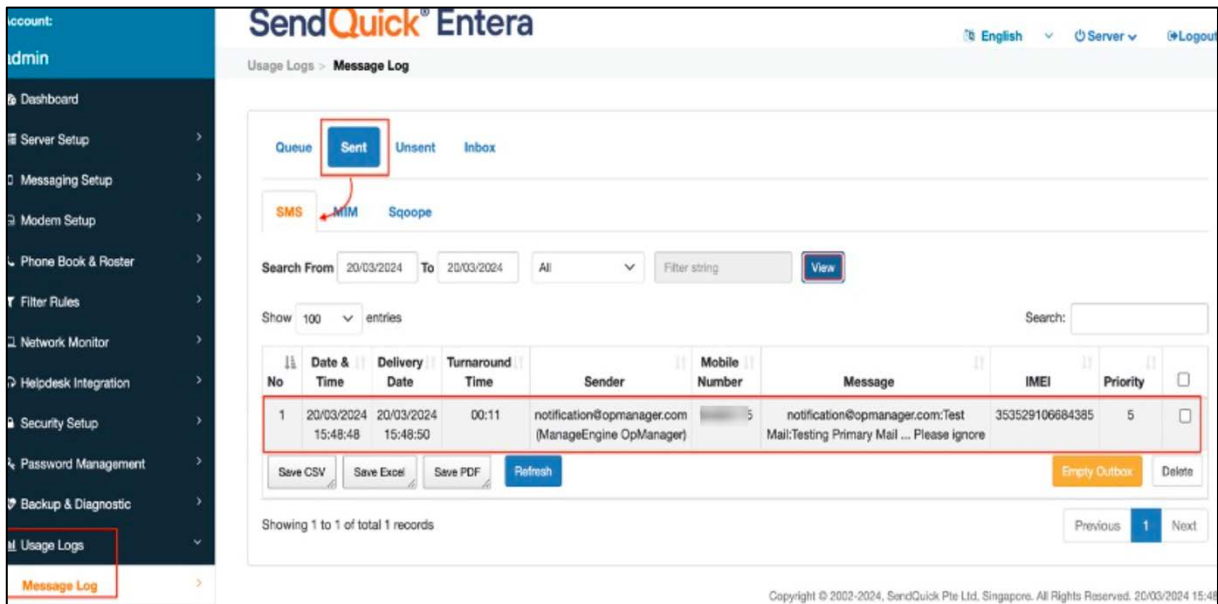 Account:
admin
Dashboard
Server Setup
Messaging Setup
Modem Setup
Phone Book & Roster
Filter Rules
Network Monitor
Helpdesk Integration
Security Setup
Password Management
Backup & Diagnostic
Usage Logs
Message Log
SendQuick® Entera
English
Server
Logout
Usage Logs > Message Log
Queue Sent Unsent Inbox
SMS MIM Sqoope
Search From 20/03/2024 To 20/03/2024 All Filter string View
Show 100 entries Search:
No Date & Time Delivery Date Turnaround Time Sender Mobile Number Message IMEI Priority
1 20/03/2024 20/03/2024 00:11 notification@opmanager.com 5 notification@opmanager.com:Test 353529106684385 5
15:48:48 15:48:50 (ManageEngine OpManager) Mail:Testing Primary Mail ... Please ignore
Save CSV Save Excel Save PDF Refresh Empty Outbox Delete
Showing 1 to 1 of total 1 records Previous 1 Next
Copyright © 2002-2024, SendQuick Pte Ltd, Singapore. All Rights Reserved. 20/03/2024 15:48